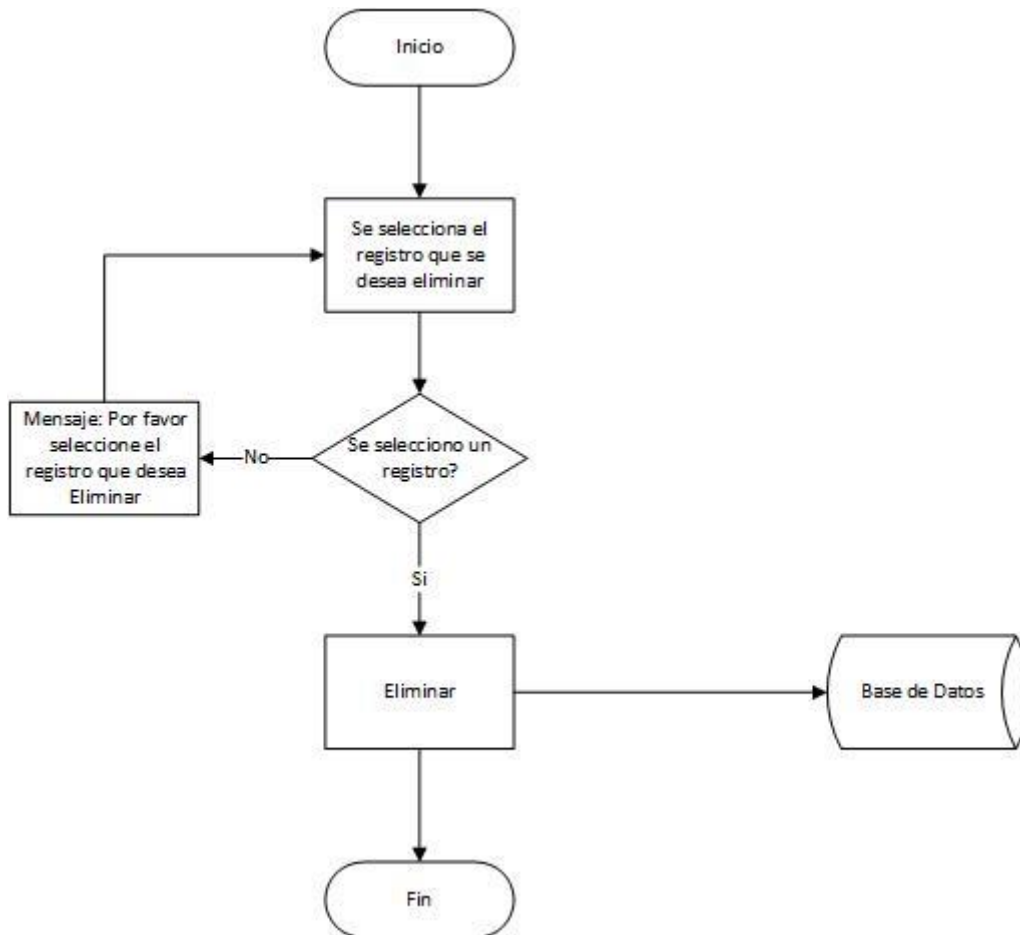 Inicio
Se selecciona el
registro que se
desea eliminar
Mensaje: Por favor
seleccione el
registro que desea
Eliminar
No
Se selecciono un
registro?
Si
Eliminar
Base de Datos
Fin